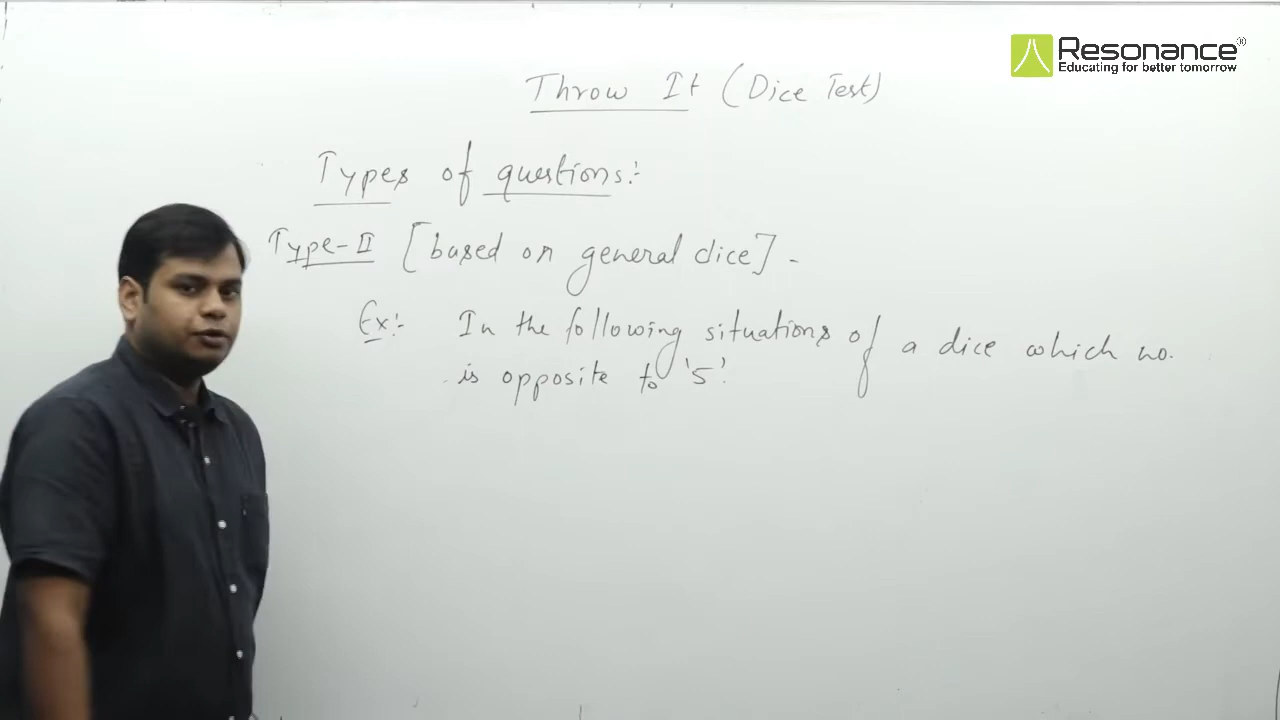 Resonance®
Educating for better tomorrow
Throw It (Dice Test)
Types of questions:-
Type-II [based on general dice] -
Ex:- In the following situations of a dice which no.
is opposite to '5'.